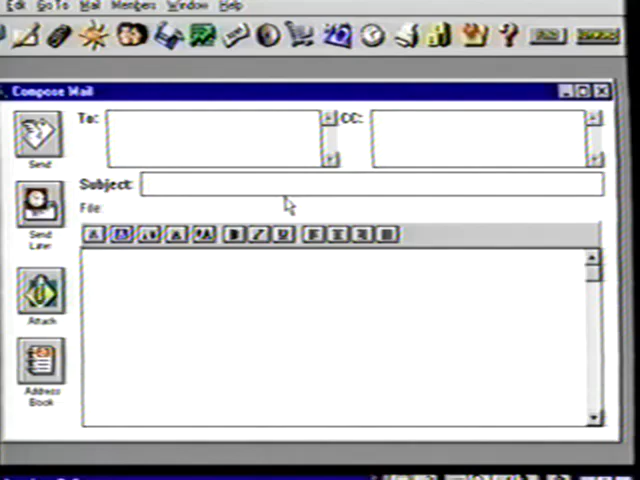 Edit Go To Mail Members Window Help
Compose Mail
To: CC:
Send
Subject:
File:
Send
Later
Attach
Address
Book